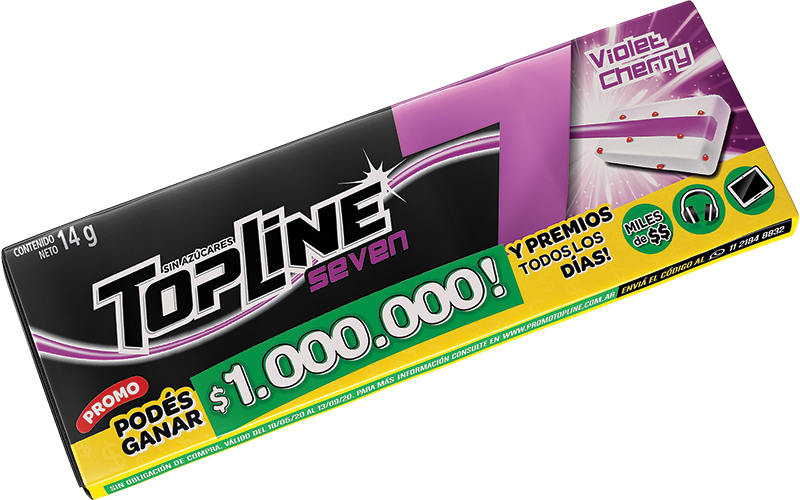 Violet
Cherry
7
CONTENIDO
NETO 14 g
SIN AZÚCARES
TOPLINE
seven
PROMO
PODÉS
GANAR
$1.000.000!
Y PREMIOS
TODOS LOS
DÍAS!
MILES
de $$
ENVIÁ EL CÓDIGO AL 11 2184 8832
SIN OBLIGACIÓN DE COMPRA. VÁLIDO DEL 18/05/20 AL 13/09/20. PARA MÁS INFORMACIÓN CONSULTE EN WWW.PROMOTOPLINE.COM.AR